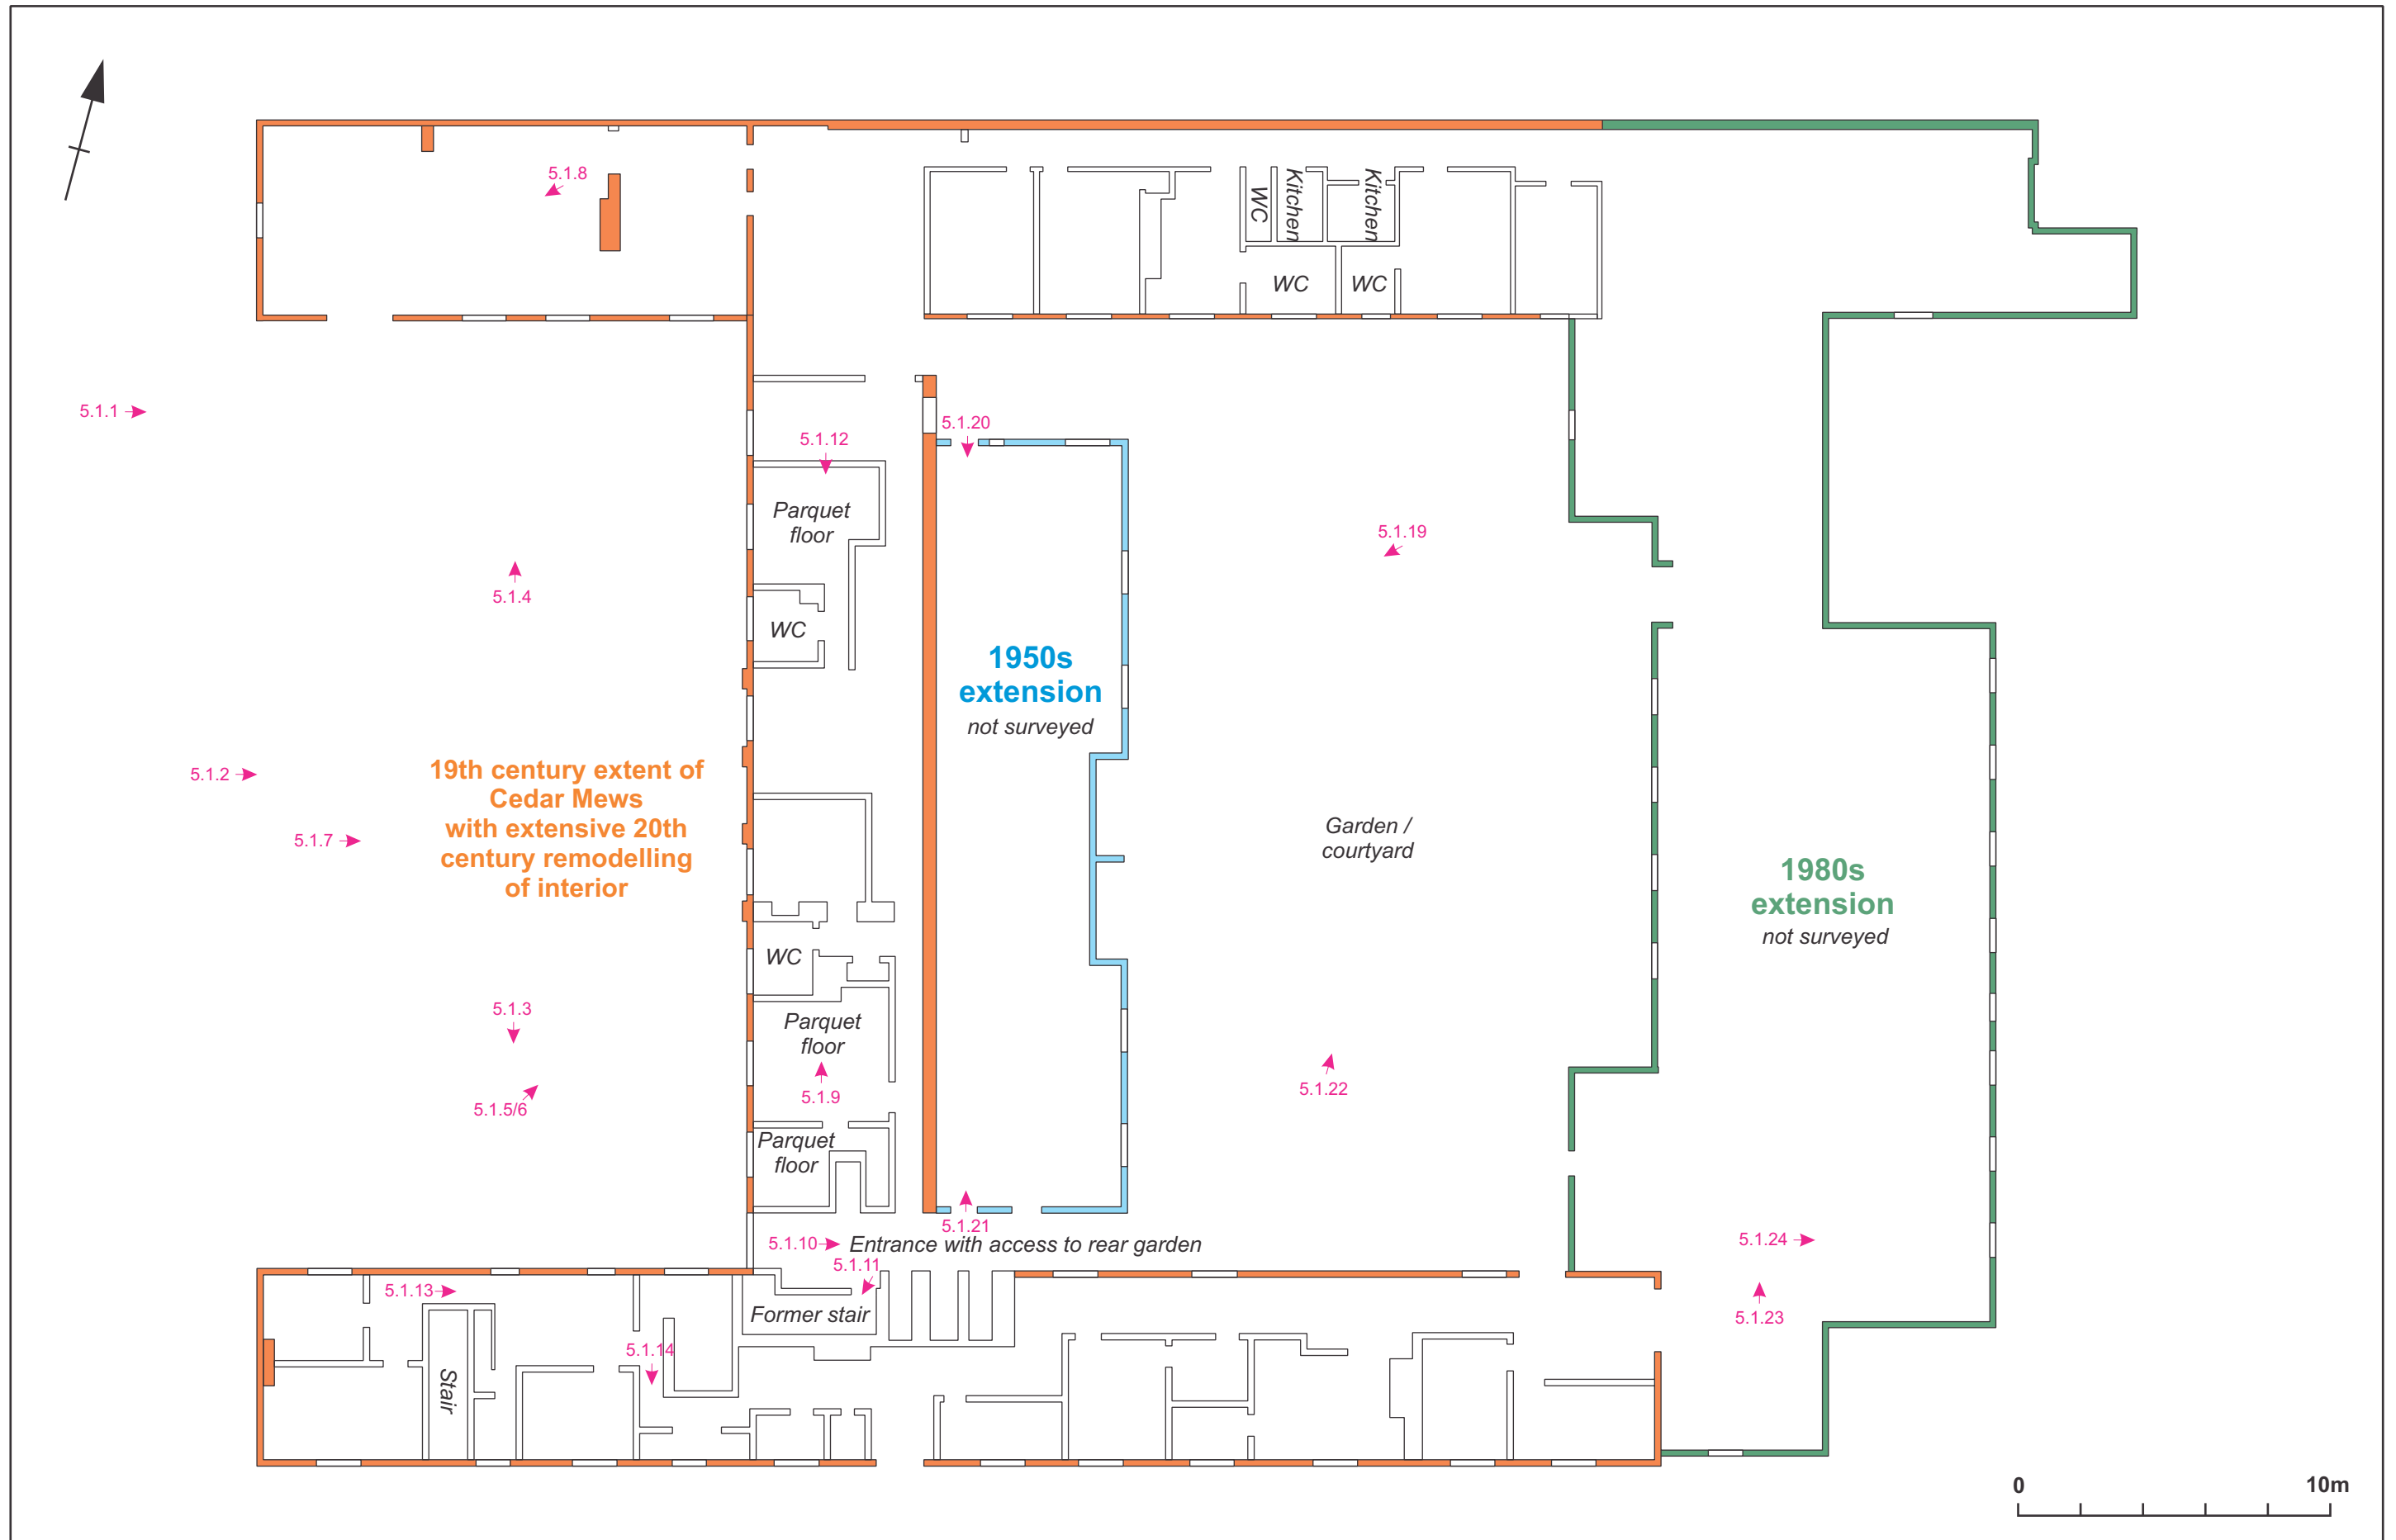 5.1.8
WC
Kitchen
Kitchen
WC
WC
5.1.1
5.1.12
5.1.20
Parquet
floor
5.1.19
5.1.4
WC
1950s
extension
not surveyed
5.1.2
19th century extent of
Cedar Mews
with extensive 20th
century remodelling
of interior
5.1.7
Garden /
courtyard
1980s
extension
not surveyed
WC
5.1.3
Parquet
floor
5.1.5/6
5.1.9
5.1.22
Parquet
floor
5.1.21
5.1.10
Entrance with access to rear garden
5.1.24
5.1.11
5.1.13
Former stair
5.1.23
5.1.14
Stair
0
10m